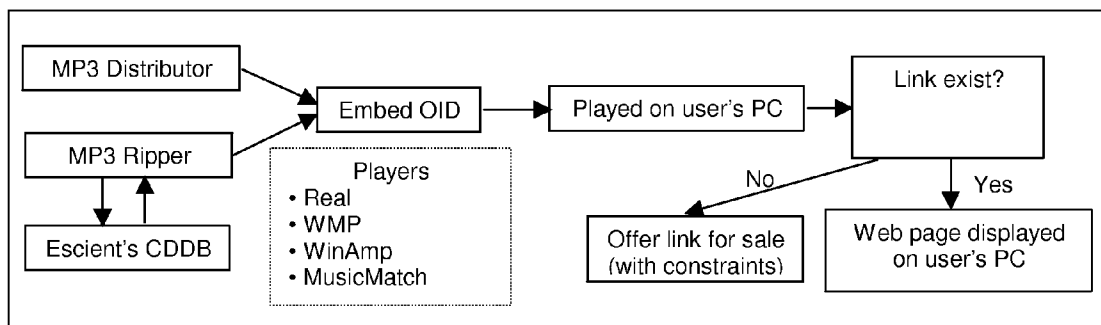 MP3 Distributor
MP3 Ripper
Escient's CDDB
Embed OID
Players
• Real
• WMP
• WinAmp
• MusicMatch
Played on user's PC
Link exist?
No
Yes
Offer link for sale
(with constraints)
Web page displayed
on user's PC